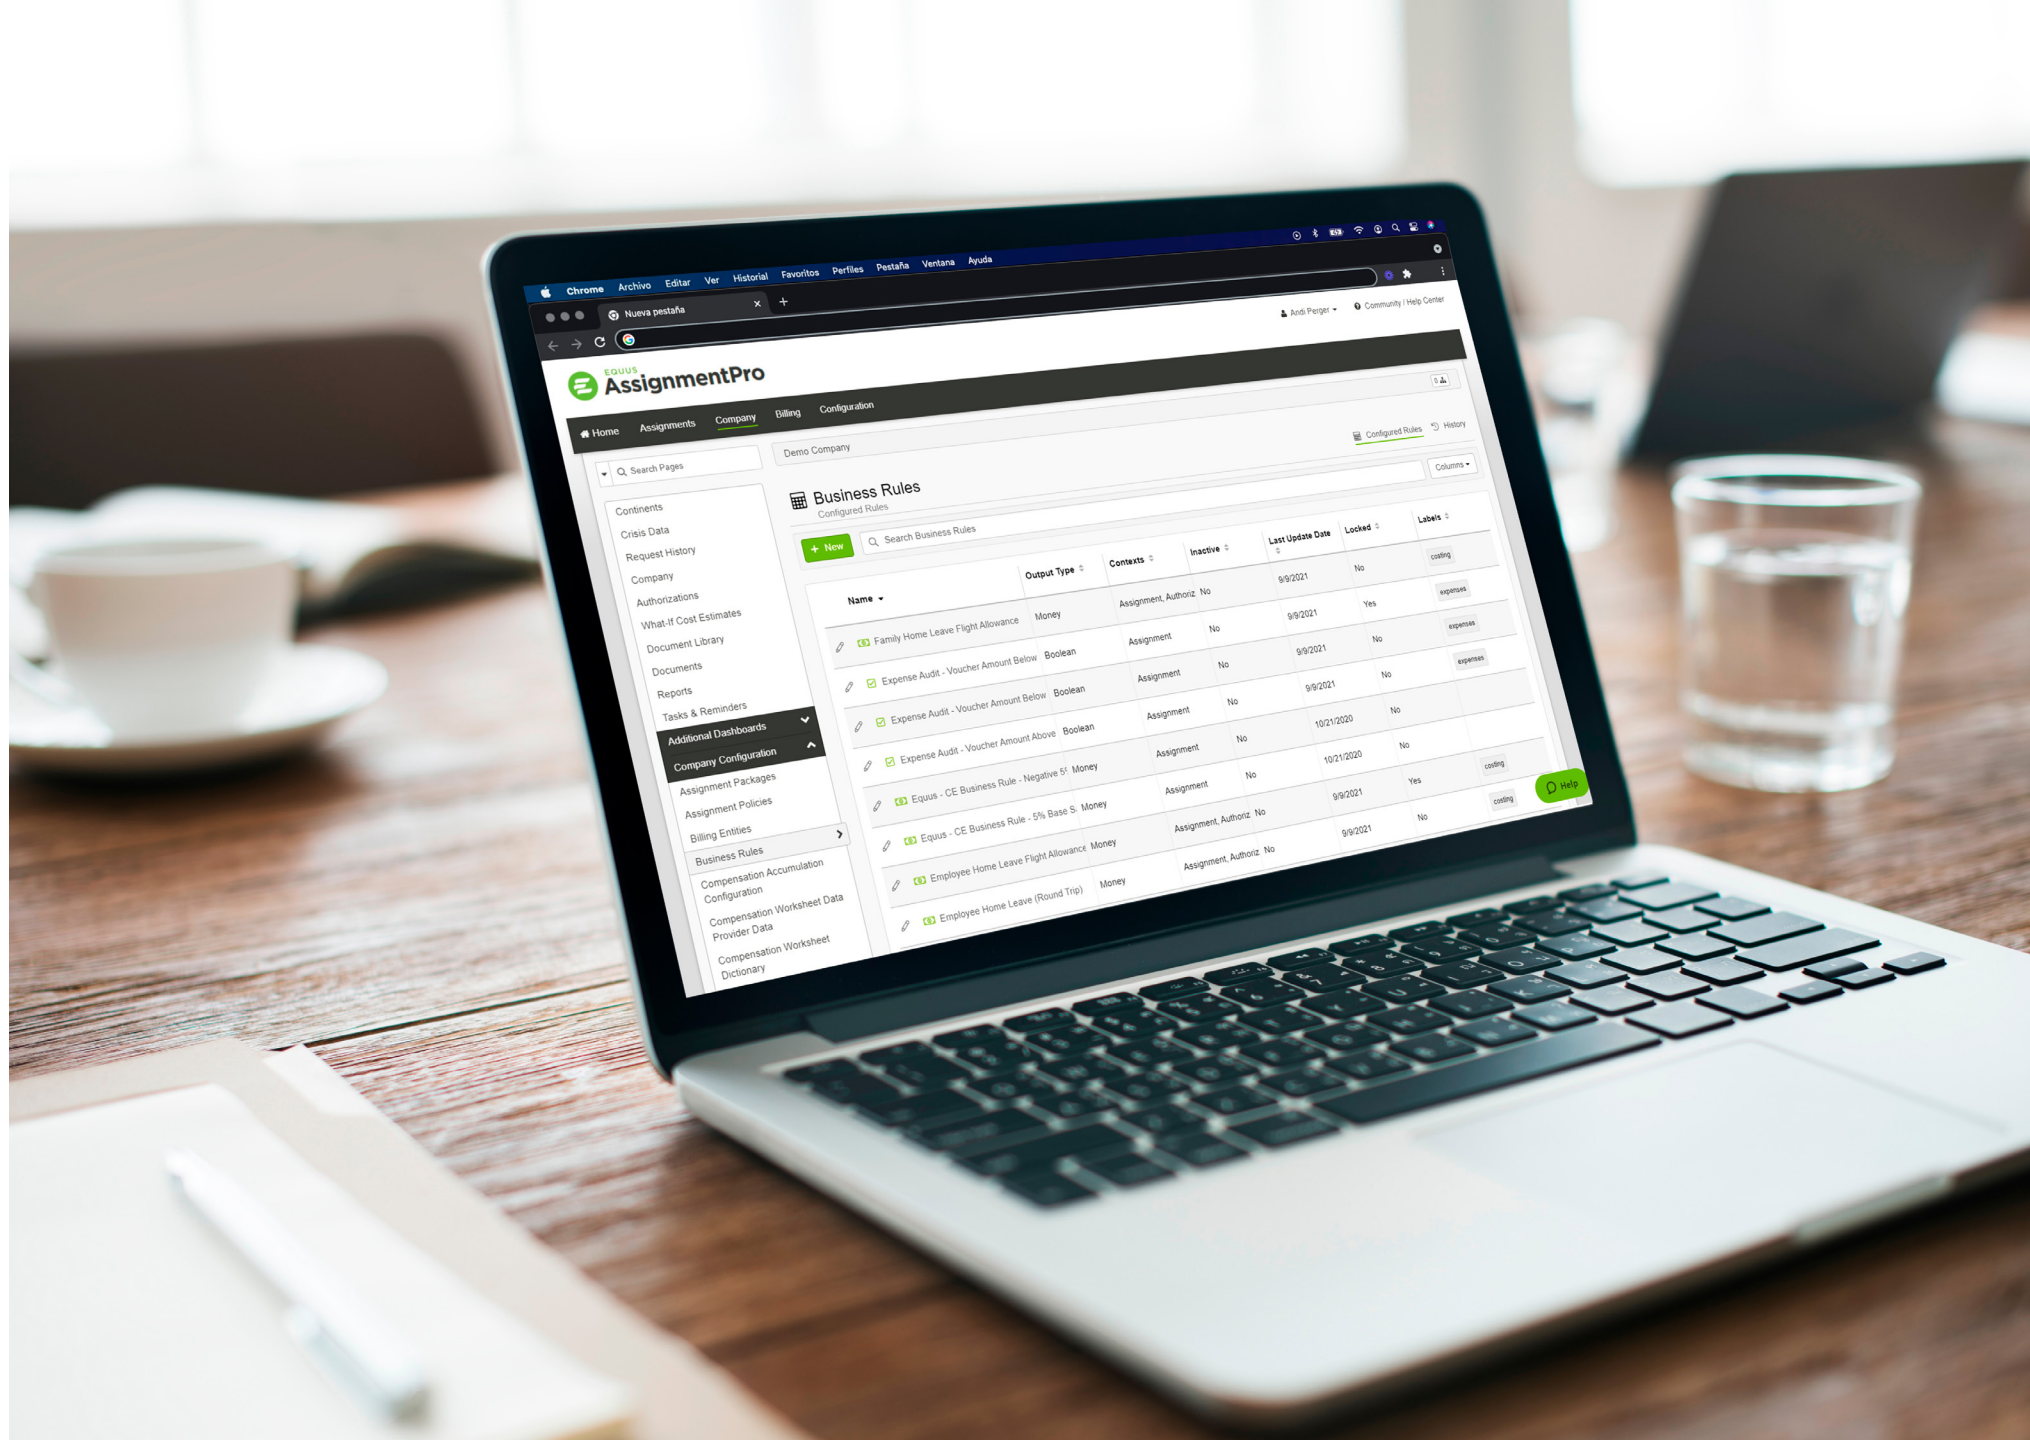 Chrome Archivo Editar Ver Historial Favoritos Perfiles Pestaña Ventana Ayuda
Nueva pestaña
Andi Perger
Community / Help Center
EQUUS
AssignmentPro
Home Assignments Company Billing Configuration
Search Pages
Demo Company
Configured Rules
History
Business Rules
Configured Rules
+ New
Search Business Rules
Columns
Name Output Type Contexts Inactive Last Update Date Locked Labels
Family Home Leave Flight Allowance Money Assignment, Authoriz No 9/9/2021 No costing
Expense Audit - Voucher Amount Below Boolean Assignment No 9/9/2021 Yes expenses
Expense Audit - Voucher Amount Below Boolean Assignment No 9/9/2021 No expenses
Expense Audit - Voucher Amount Above Boolean Assignment No 9/9/2021 No expenses
Equus - CE Business Rule - Negative 5 Money Assignment No 10/21/2020 No
Equus - CE Business Rule - 5% Base S Money Assignment No 10/21/2020 No
Employee Home Leave Flight Allowance Money Assignment, Authoriz No 9/9/2021 Yes costing
Employee Home Leave (Round Trip) Money Assignment, Authoriz No 9/9/2021 No costing
Continents
Crisis Data
Request History
Company
Authorizations
What-If Cost Estimates
Document Library
Documents
Reports
Tasks & Reminders
Additional Dashboards
Company Configuration
Assignment Packages
Assignment Policies
Billing Entities
Business Rules
Compensation Accumulation
Configuration
Compensation Worksheet Data
Provider Data
Compensation Worksheet
Dictionary
Help